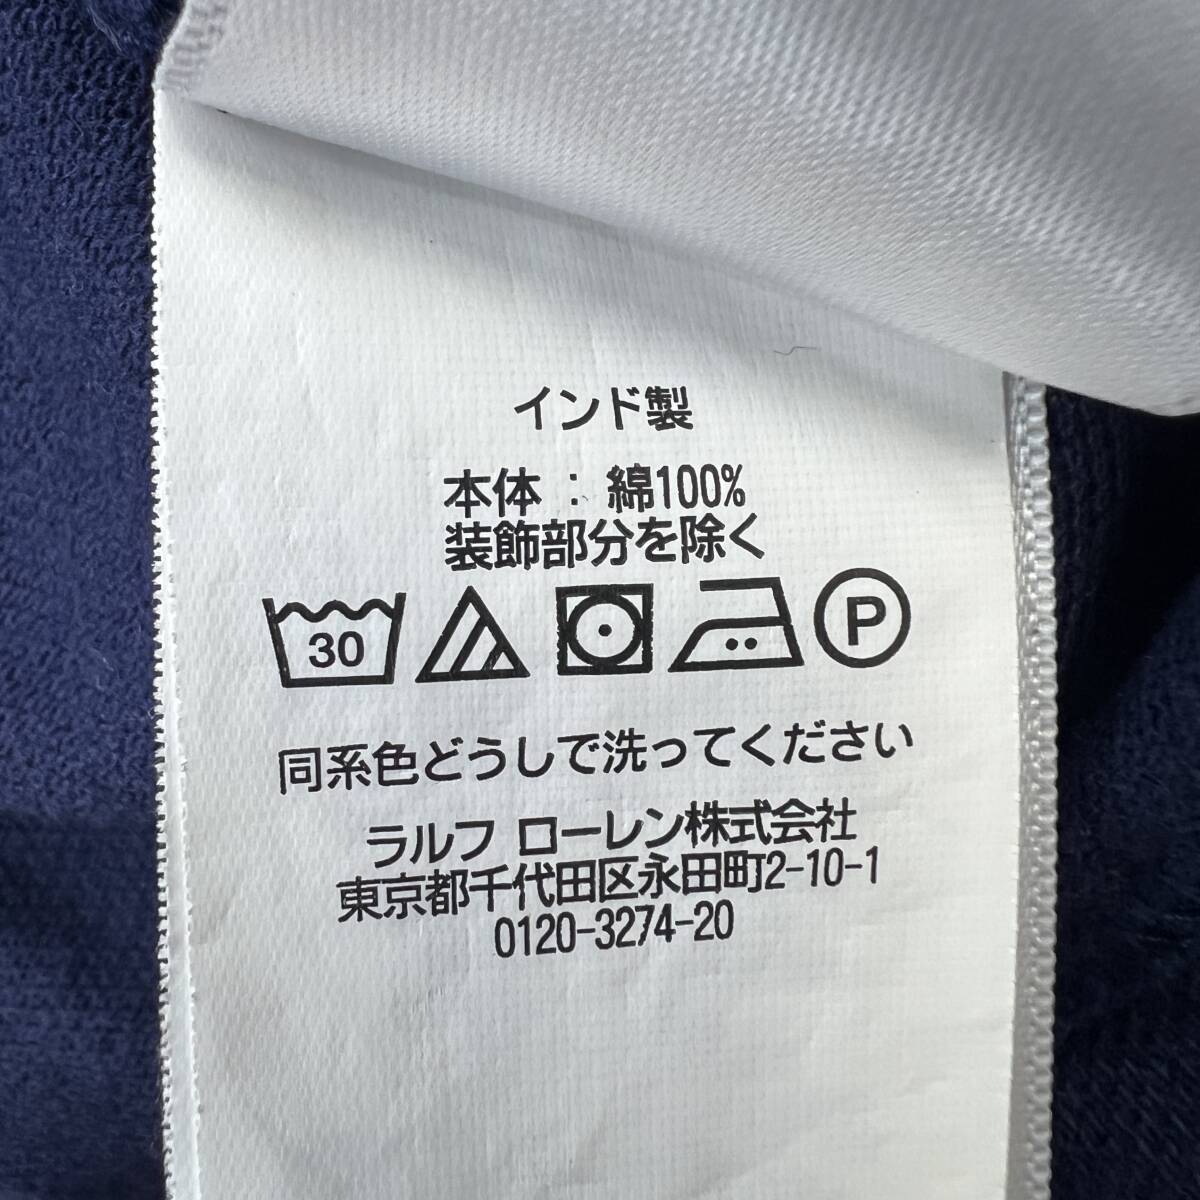 インド製
本体 : 綿100%
装飾部分を除く
30 P
同系色どうしで洗ってください
ラルフ ローレン株式会社
東京都千代田区永田町2-10-1
0120-3274-20